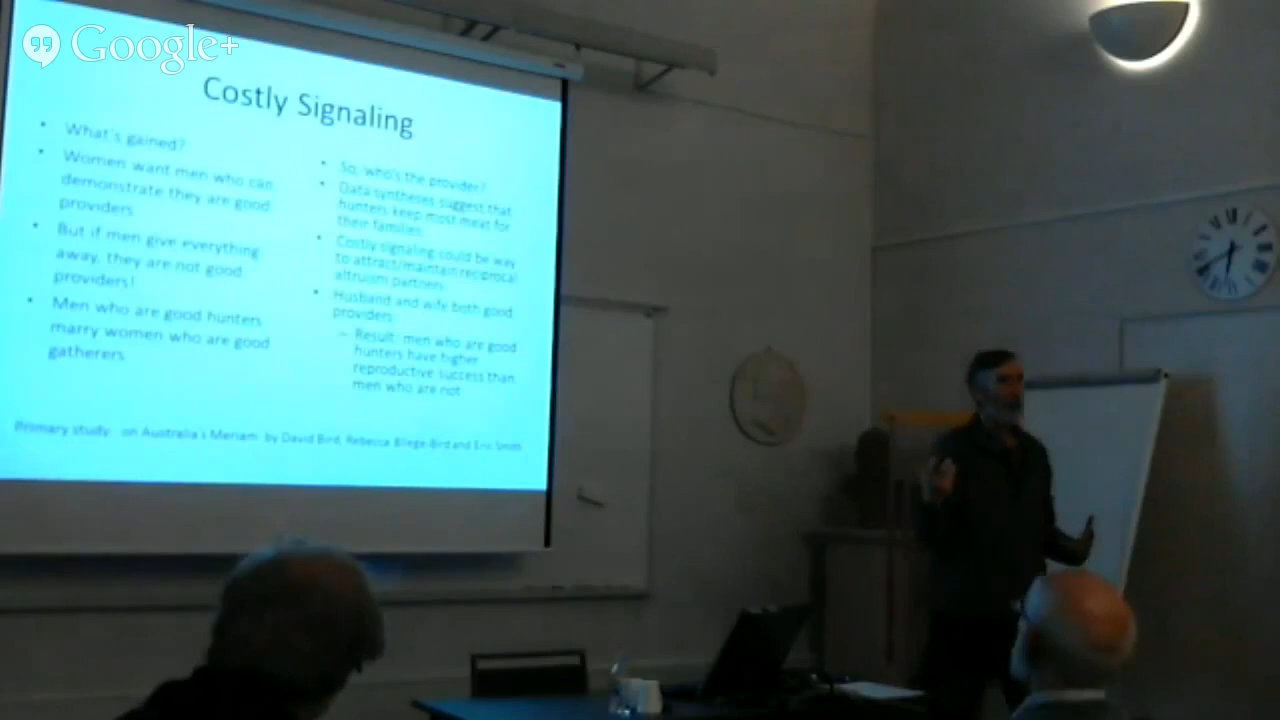 Google+
Costly Signaling
• What's gained?
• Women want men who can
demonstrate they are good
providers
• But if men give everything
away, they are not good
providers!
• Men who are good hunters
marry women who are good
gatherers
• So, who's the provider?
• Data syntheses suggest that
hunters keep most meat for
their families
• Costly signaling could be way
to attract/maintain reciprocal
altruism partners
• Husband and wife both good
providers
– Result: men who are good
hunters have higher
reproductive success than
men who are not
Primary study on Australia's Meriam by David Bird, Rebecca Bliege-Bird and Eric Smith